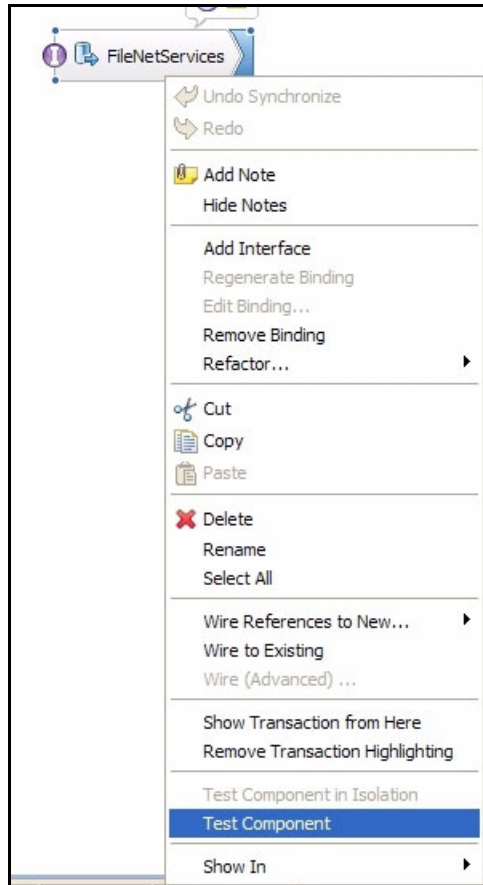 FileNetServices
Undo Synchronize
Redo
Add Note
Hide Notes
Add Interface
Regenerate Binding
Edit Binding...
Remove Binding
Refactor...
Cut
Copy
Paste
Delete
Rename
Select All
Wire References to New...
Wire to Existing
Wire (Advanced) ...
Show Transaction from Here
Remove Transaction Highlighting
Test Component in Isolation
Test Component
Show In